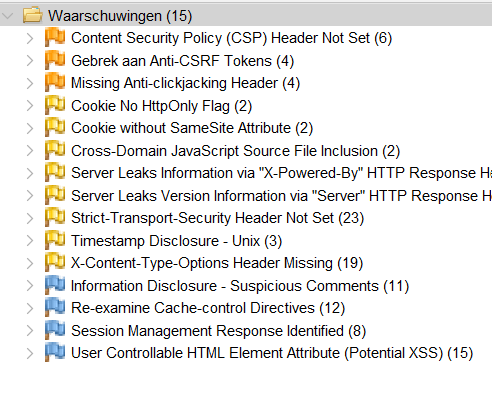 Waarschuwingen (15)
Content Security Policy (CSP) Header Not Set (6)
Gebrek aan Anti-CSRF Tokens (4)
Missing Anti-clickjacking Header (4)
Cookie No HttpOnly Flag (2)
Cookie without SameSite Attribute (2)
Cross-Domain JavaScript Source File Inclusion (2)
Server Leaks Information via "X-Powered-By" HTTP Response He
Server Leaks Version Information via "Server" HTTP Response H
Strict-Transport-Security Header Not Set (23)
Timestamp Disclosure - Unix (3)
X-Content-Type-Options Header Missing (19)
Information Disclosure - Suspicious Comments (11)
Re-examine Cache-control Directives (12)
Session Management Response Identified (8)
User Controllable HTML Element Attribute (Potential XSS) (15)